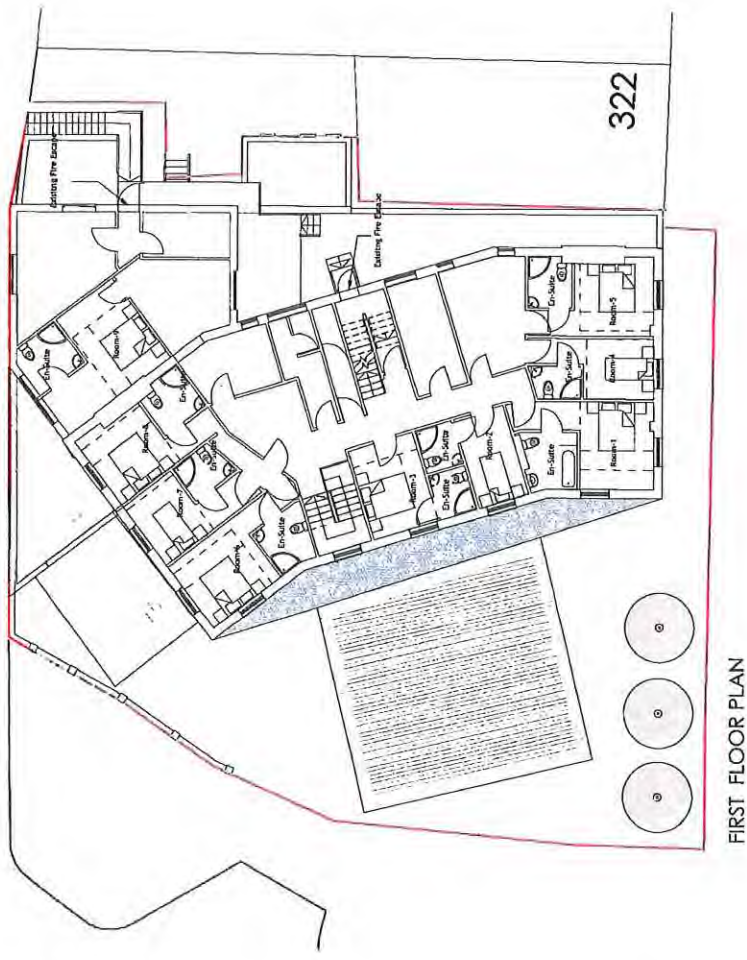 322
Existing Fire Escape
Existing Fire Escape
En-Suite
Room-9
En-Suite
Room-8
En-Suite
Room-7
En-Suite
Room-6
En-Suite
Room-3
En-Suite
En-Suite
Room-2
En-Suite
Room-1
En-Suite
Room-4
En-Suite
Room-5
FIRST FLOOR PLAN